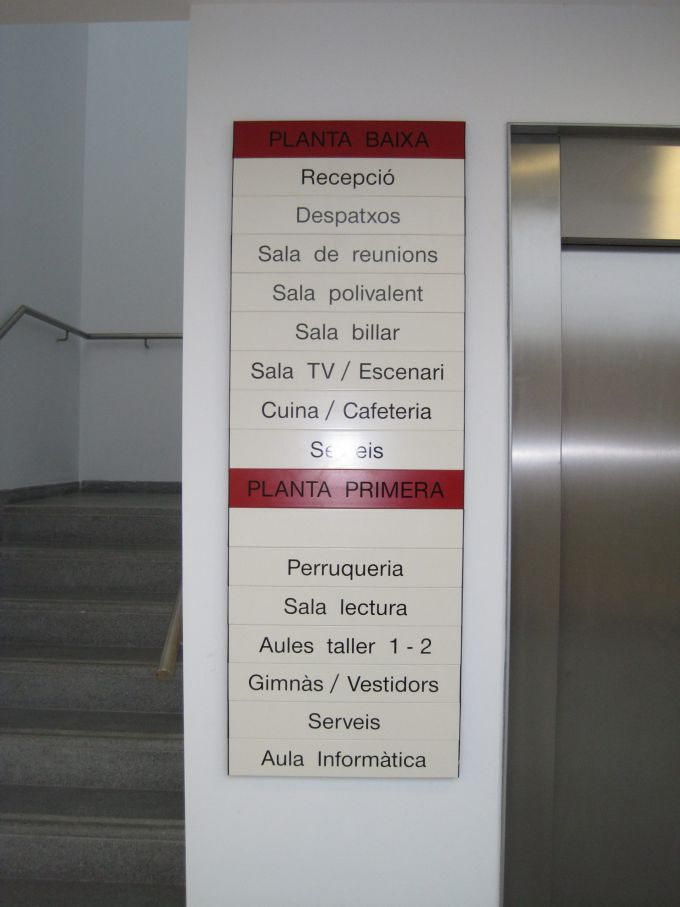 PLANTA BAIXA
Recepció
Despatxos
Sala de reunions
Sala polivalent
Sala billar
Sala TV / Escenari
Cuina / Cafeteria
Serveis
PLANTA PRIMERA
Perruqueria
Sala lectura
Aules taller 1 - 2
Gimnàs / Vestidors
Serveis
Aula Informàtica